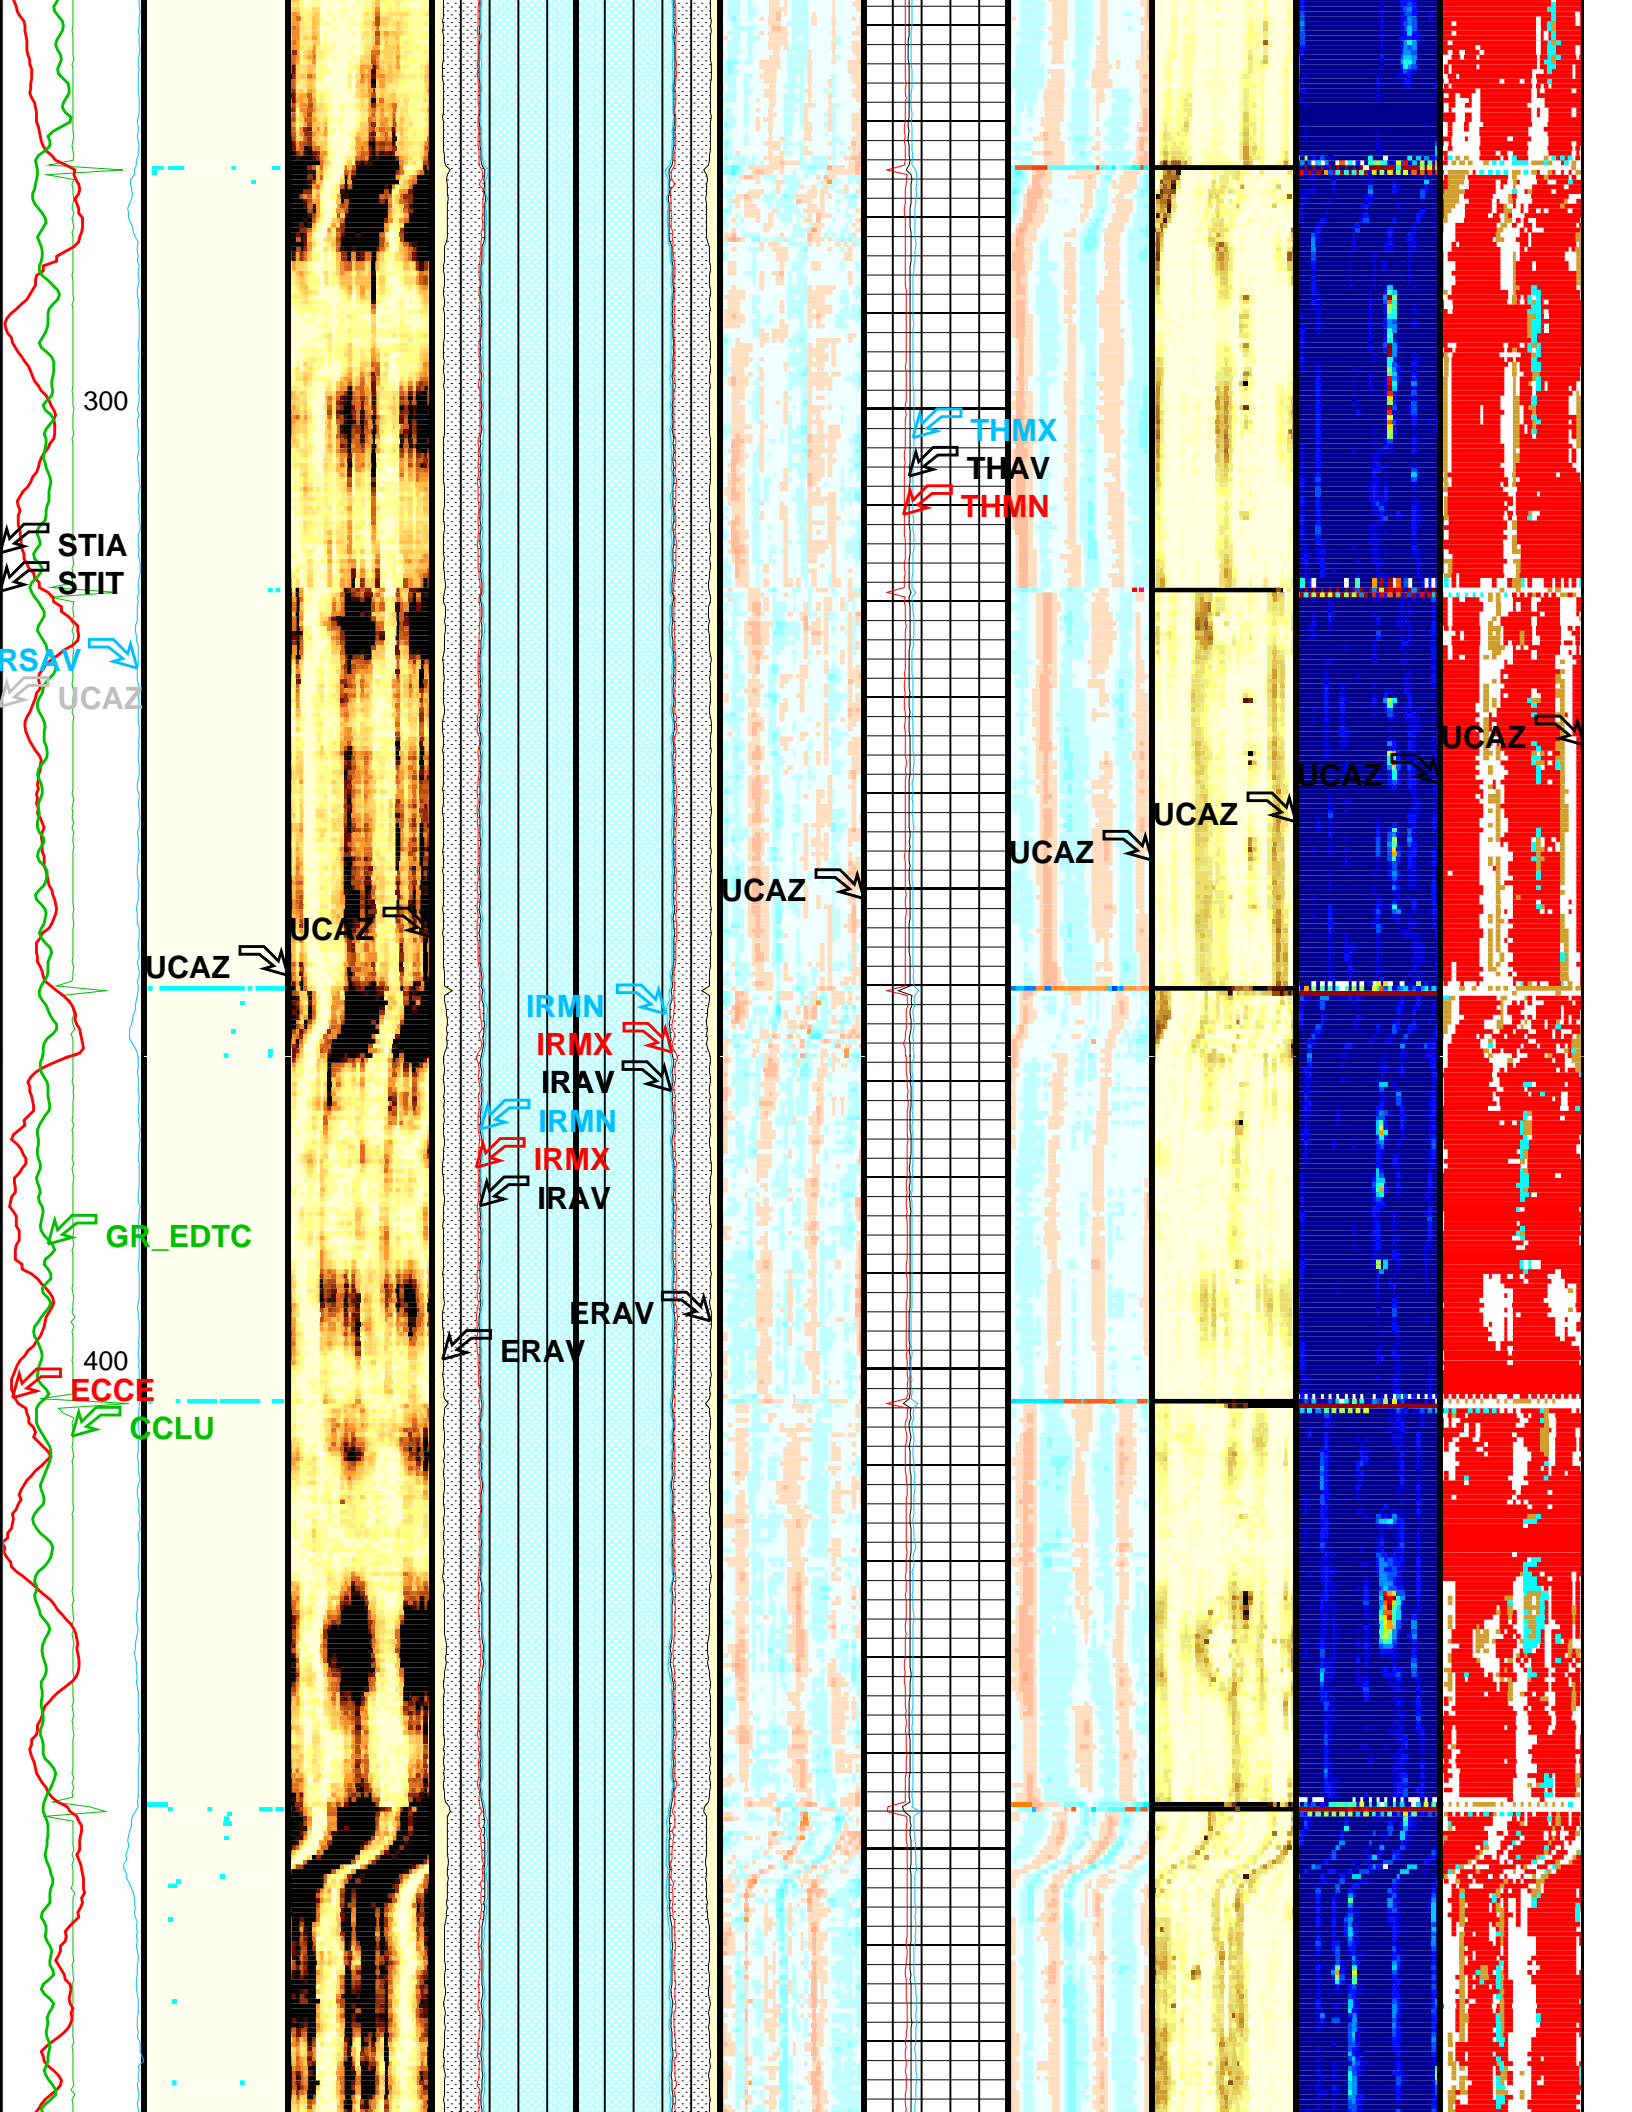 300
THMX
THAV
THMN
STIA
STIT
RSAV
UCAZ
UCAZ
UCAZ
UCAZ
UCAZ
UCAZ
UCAZ
UCAZ
IRMN
IRMX
IRAV
IRMN
IRMX
IRAV
GR_EDTC
ERAV
ERAV
400
ECCE
CCLU